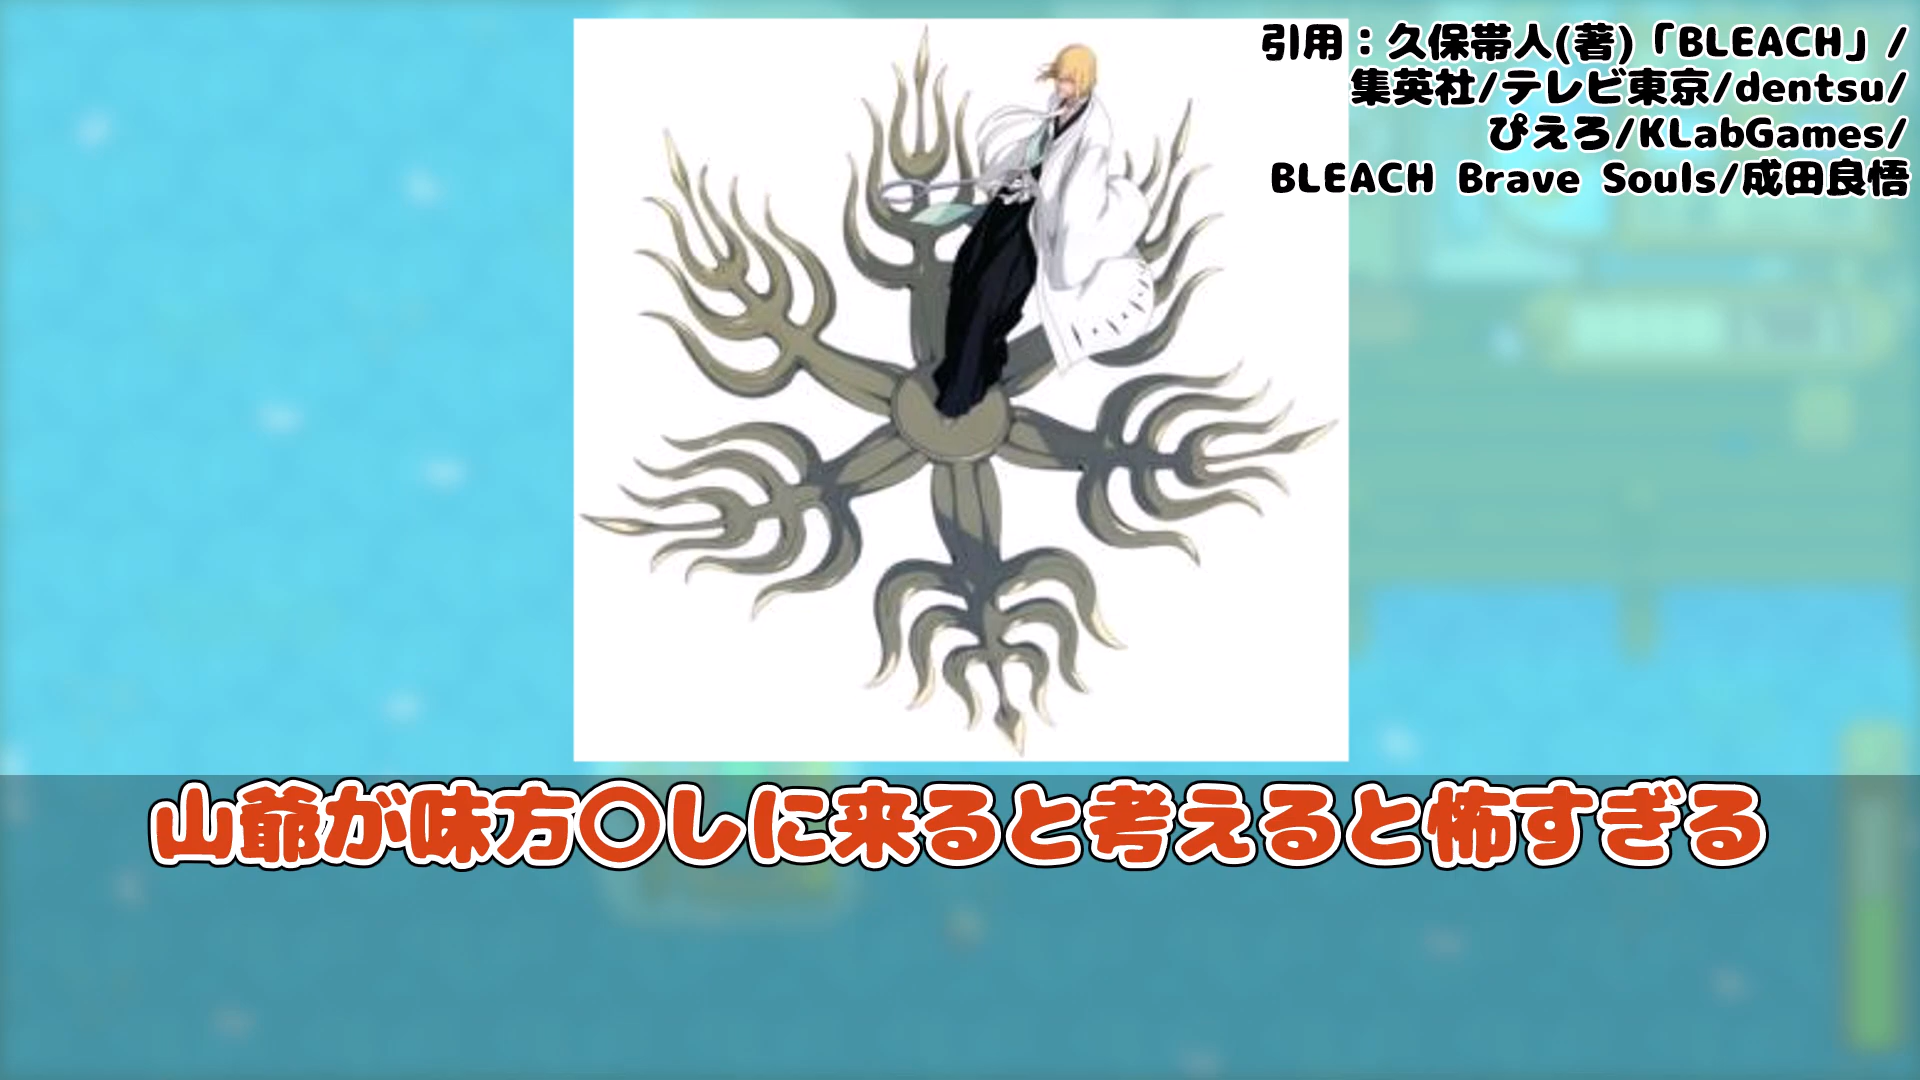 引用：久保帯人(著)「BLEACH」/
集英社/テレビ東京/dentsu/
ぴえろ/KLabGames/
BLEACH Brave Souls/成田良悟
山爺が味方〇しに来ると考えると怖すぎる